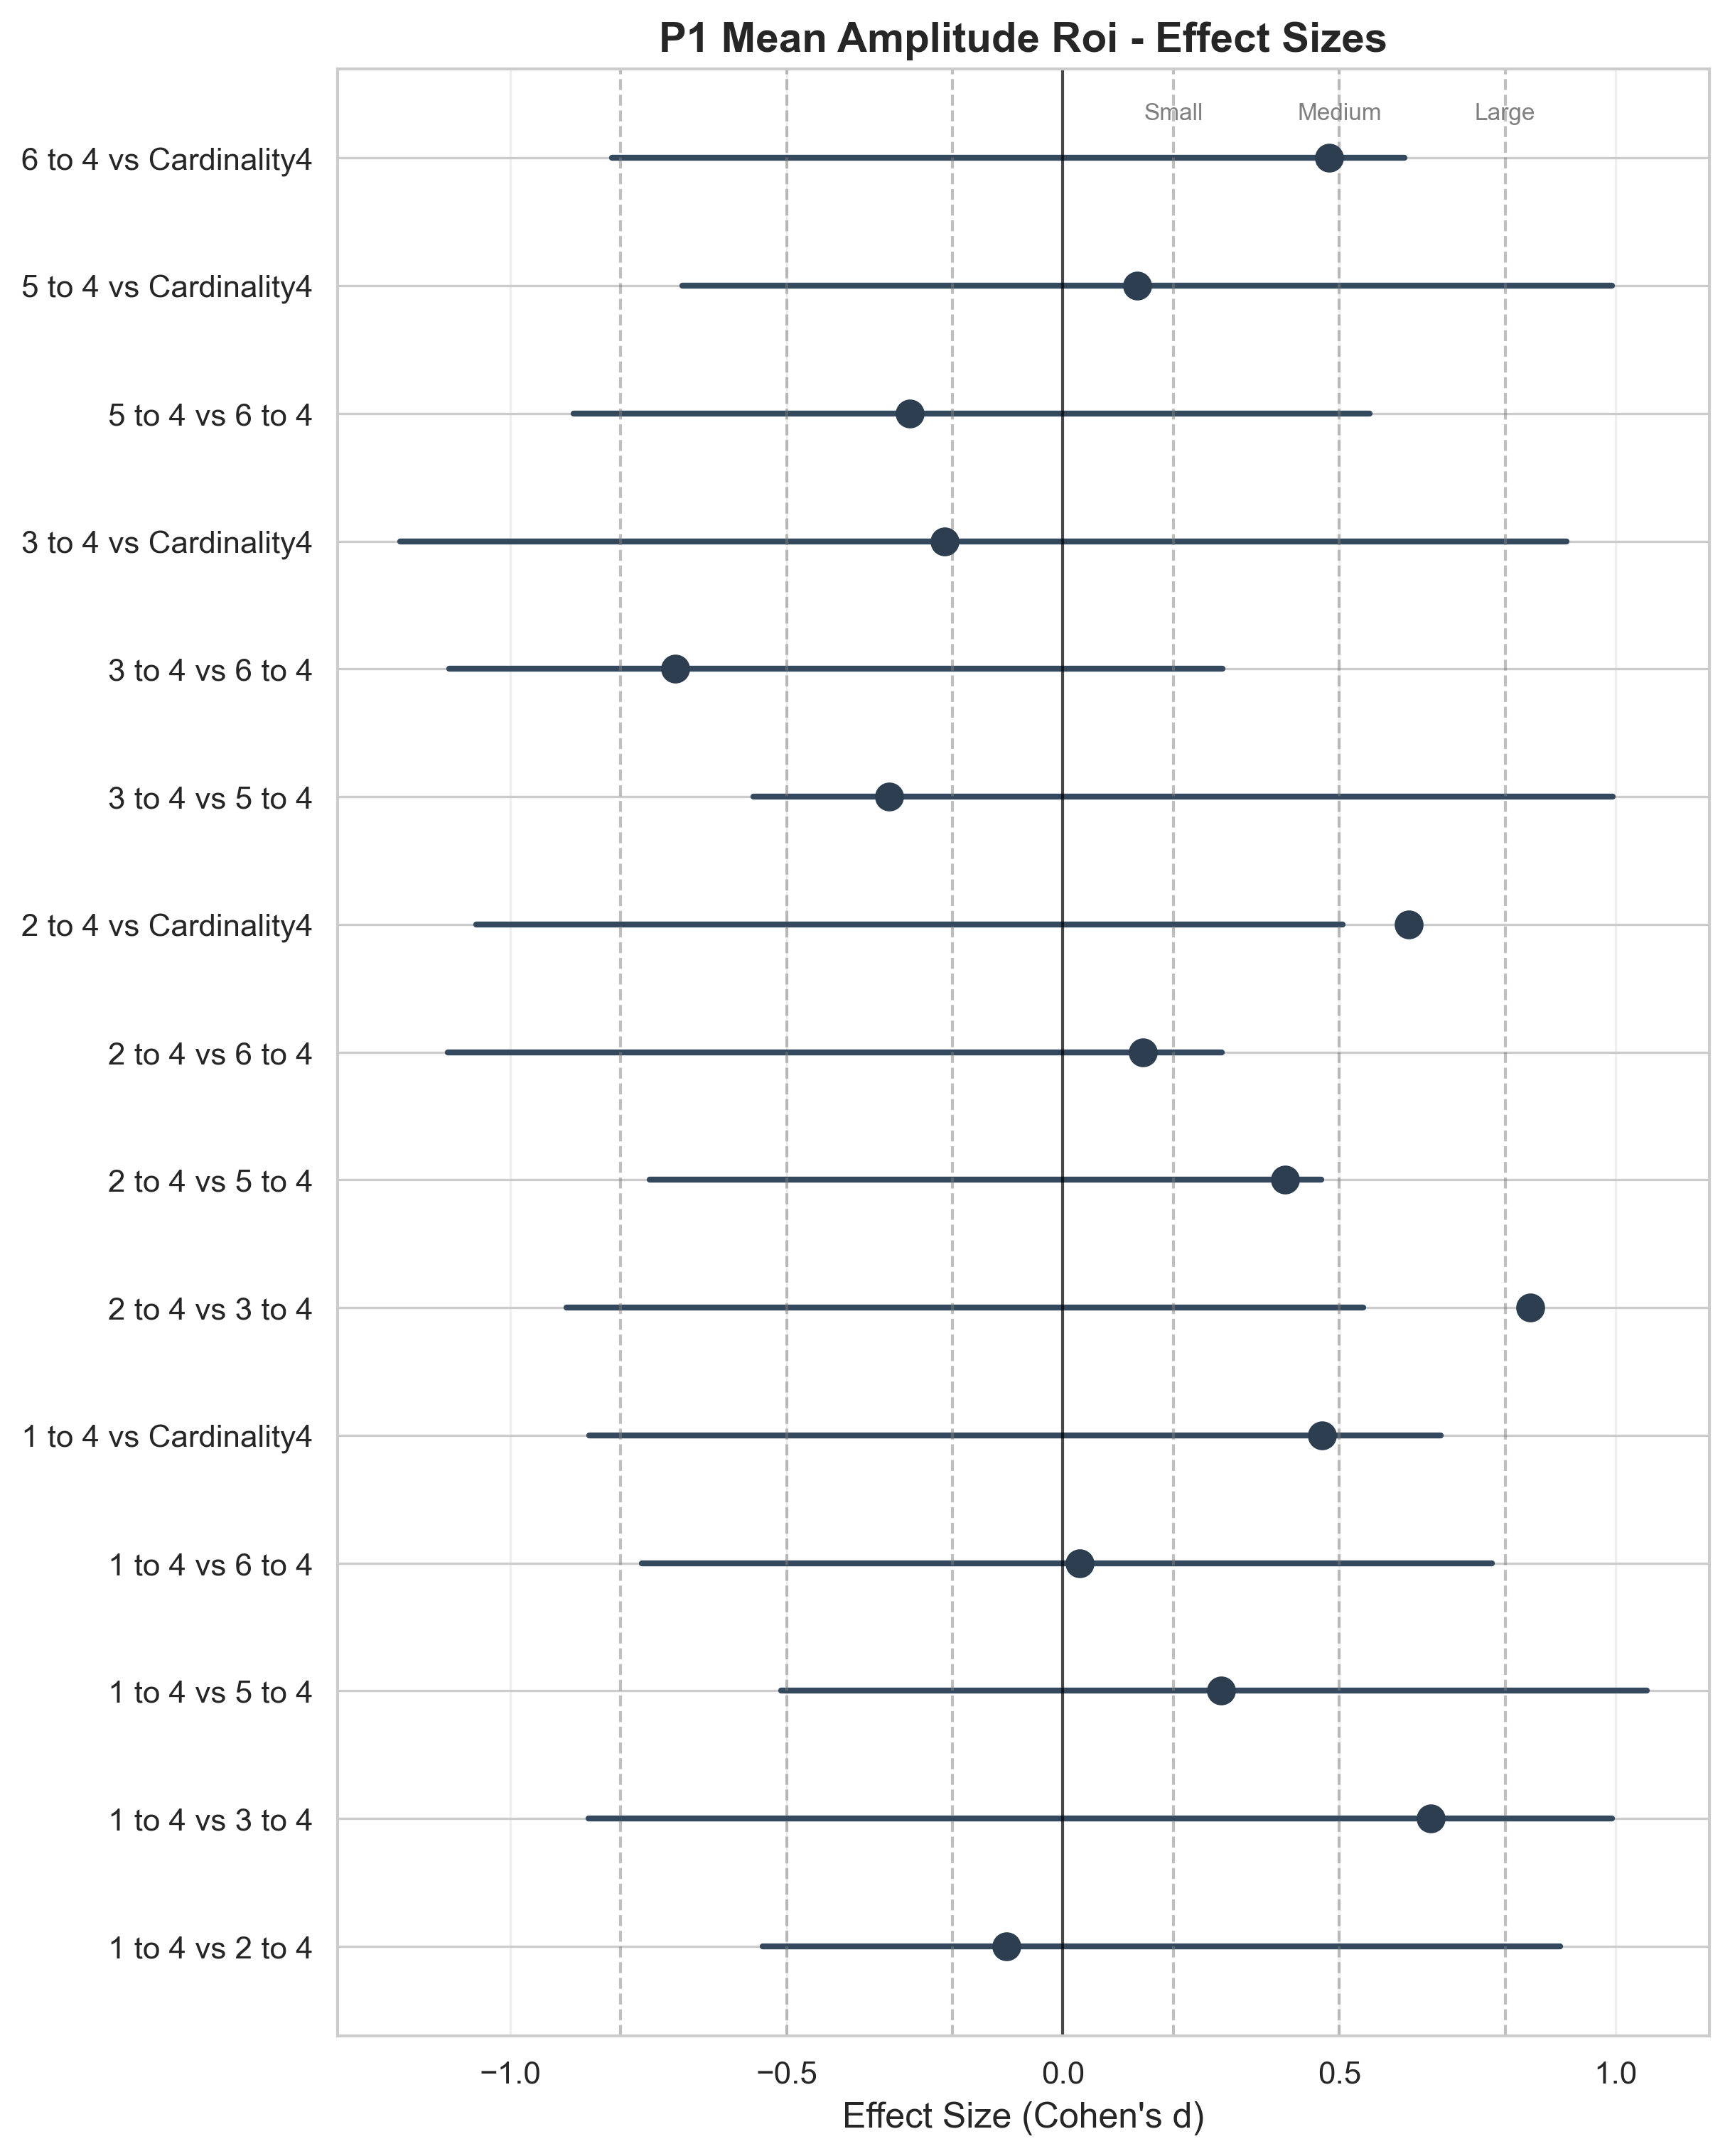 P1 Mean Amplitude Roi - Effect Sizes
Small Medium Large
6 to 4 vs Cardinality4
5 to 4 vs Cardinality4
5 to 4 vs 6 to 4
3 to 4 vs Cardinality4
3 to 4 vs 6 to 4
3 to 4 vs 5 to 4
2 to 4 vs Cardinality4
2 to 4 vs 6 to 4
2 to 4 vs 5 to 4
2 to 4 vs 3 to 4
1 to 4 vs Cardinality4
1 to 4 vs 6 to 4
1 to 4 vs 5 to 4
1 to 4 vs 3 to 4
1 to 4 vs 2 to 4
−1.0 −0.5 0.0 0.5 1.0
Effect Size (Cohen's d)